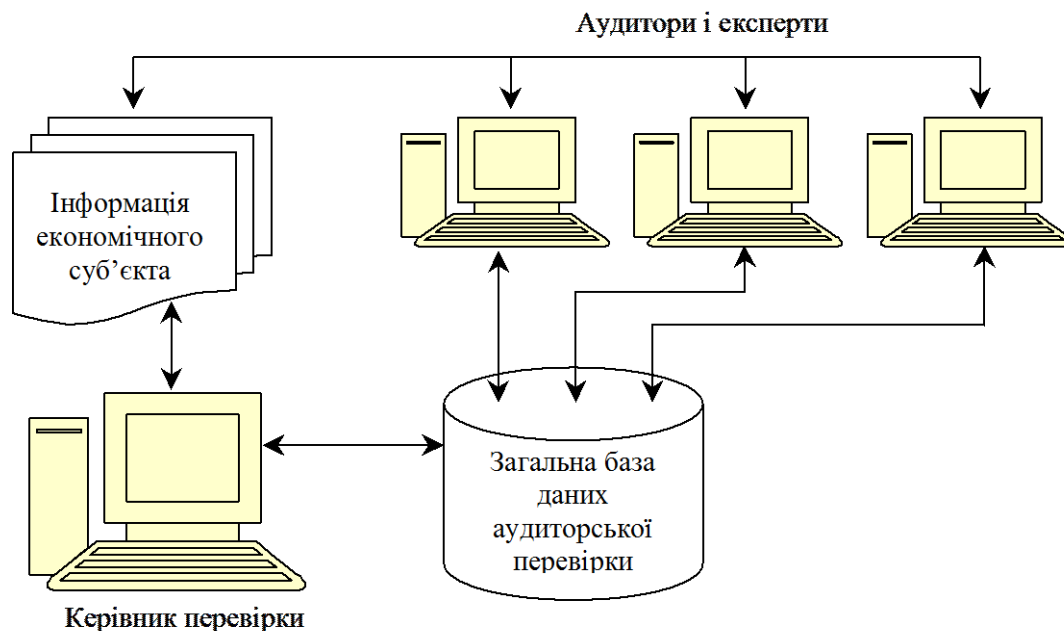 Аудитори і експерти
Інформація
економічного
суб’єкта
Загальна база
даних
аудиторської
перевірки
Керівник перевірки